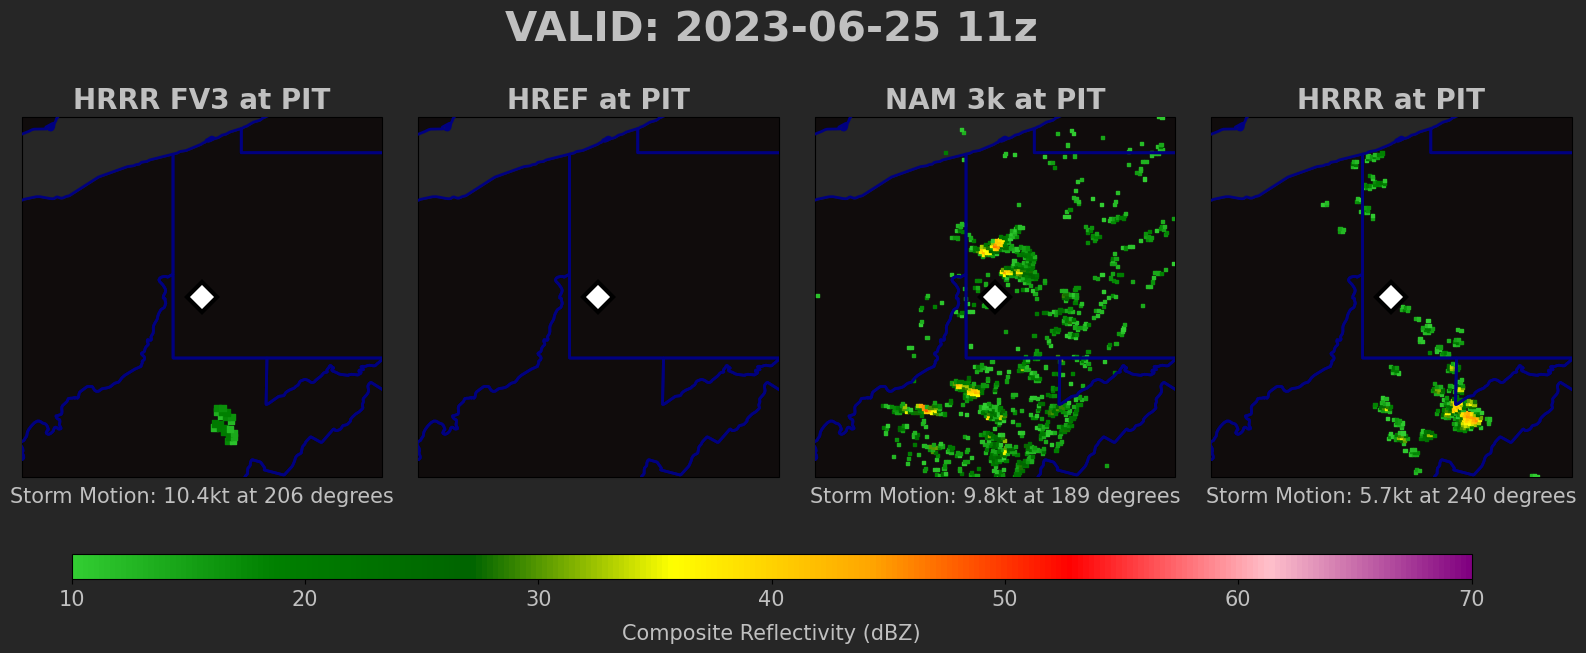 VALID: 2023-06-25 11z
HRRR FV3 at PIT
HREF at PIT
NAM 3k at PIT
HRRR at PIT
Storm Motion: 10.4kt at 206 degrees
Storm Motion: 9.8kt at 189 degrees
Storm Motion: 5.7kt at 240 degrees
10 20 30 40 50 60 70
Composite Reflectivity (dBZ)